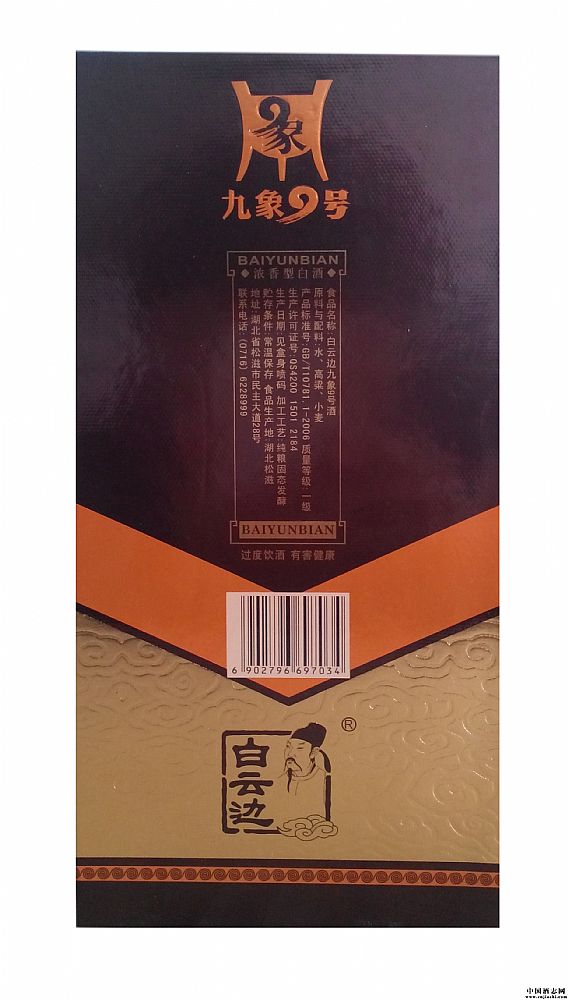 象
九象9号
BAIYUNBIAN
浓香型白酒
食品名称:白云边九象9号酒
原料与配料:水、高粱、小麦
产品标准号:GB/T10781.1-2006 质量等级:一级
生产许可证号:QS4200 1501 2184
生产日期:见盒身喷码 加工工艺:纯粮固态发酵
贮存条件:常温保存 食品生产地:湖北松滋
地址:湖北省松滋市民主大道28号
联系电话:(0716) 6228999
BAIYUNBIAN
过度饮酒 有害健康
6 902796 697034
®
白云边
中国酒志网
www.cnjiuzhi.com